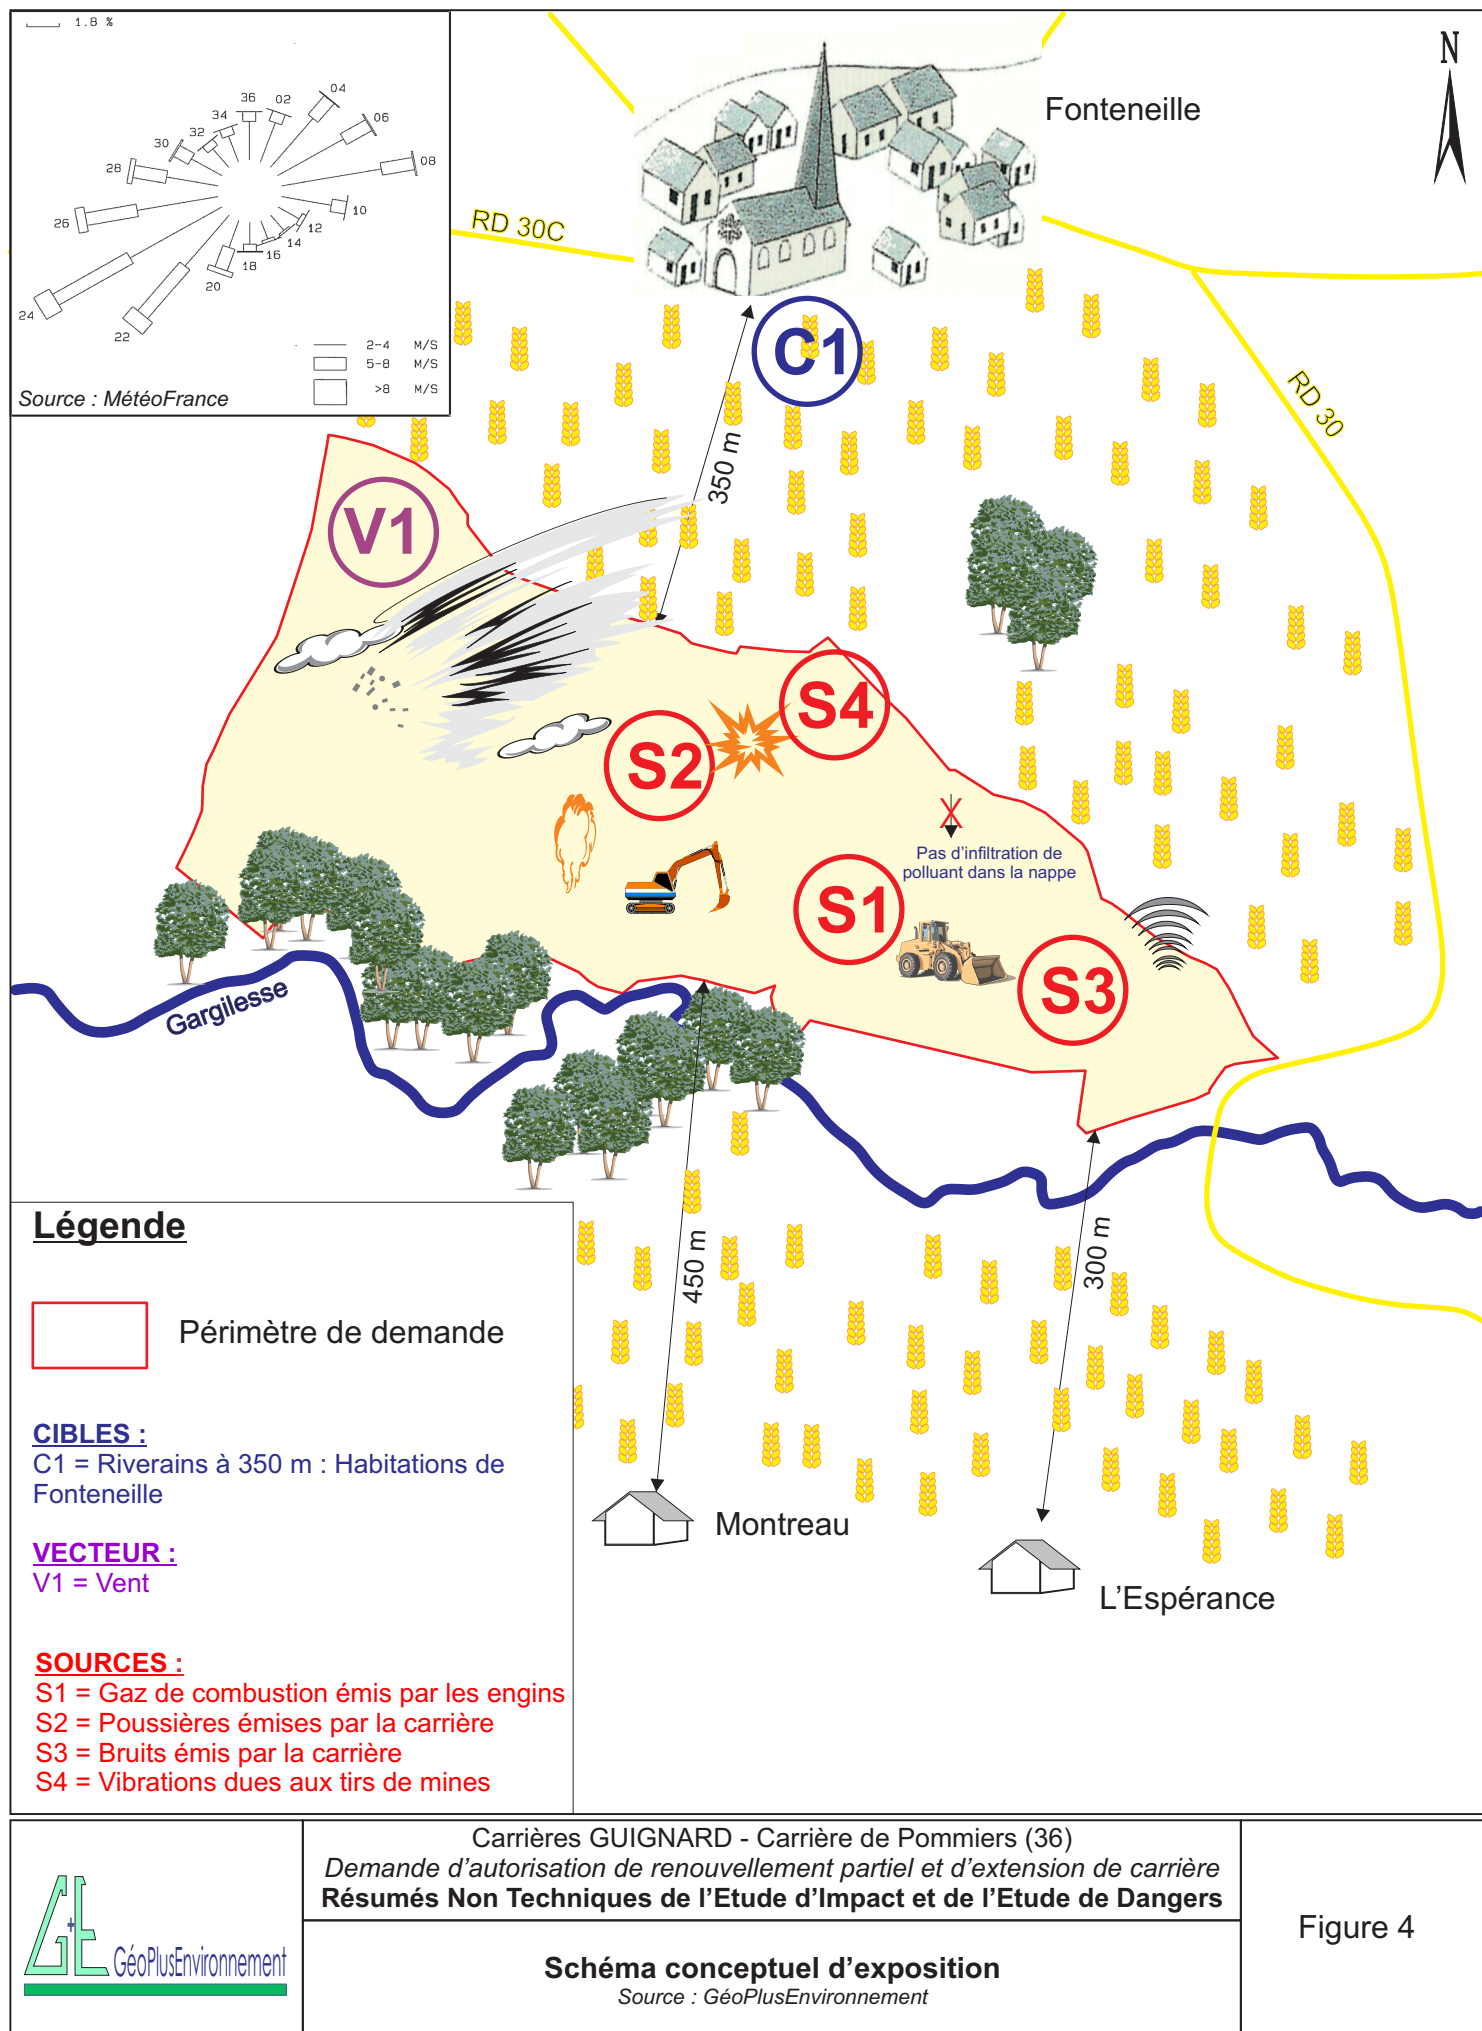 1.8 %
36
02
04
06
08
10
12
14
16
18
20
22
24
26
28
30
32
34
2-4 M/S
5-8 M/S
>8 M/S
Source : MétéoFrance
N
Fonteneille
RD 30C
RD 30
C1
350 m
V1
S4
S2
Pas d’infiltration de
polluant dans la nappe
S1
S3
Gargilesse
450 m
300 m
Montreau
L’Espérance
Légende
Périmètre de demande
CIBLES :
C1 = Riverains à 350 m : Habitations de
Fonteneille
VECTEUR :
V1 = Vent
SOURCES :
S1 = Gaz de combustion émis par les engins
S2 = Poussières émises par la carrière
S3 = Bruits émis par la carrière
S4 = Vibrations dues aux tirs de mines
G+E
GéoPlusEnvironnement
Carrières GUIGNARD - Carrière de Pommiers (36)
Demande d’autorisation de renouvellement partiel et d’extension de carrière
Résumés Non Techniques de l’Etude d’Impact et de l’Etude de Dangers
Schéma conceptuel d’exposition
Source : GéoPlusEnvironnement
Figure 4